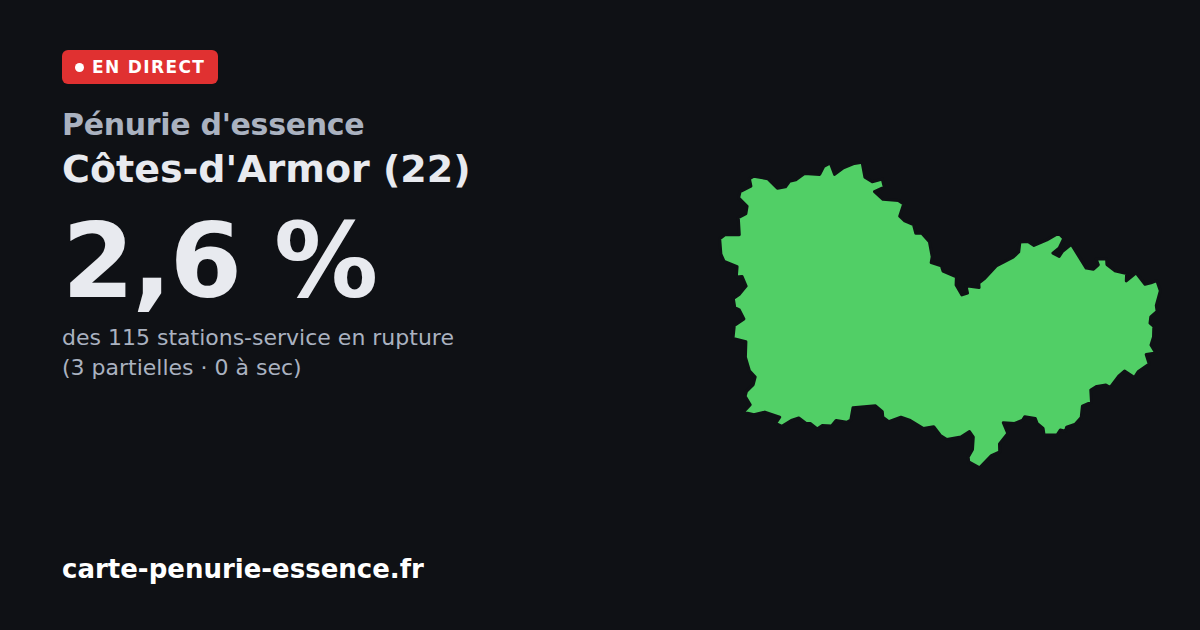 EN DIRECT
Pénurie d'essence
Côtes-d'Armor (22)
2,6 %
des 115 stations-service en rupture
(3 partielles · 0 à sec)
carte-penurie-essence.fr